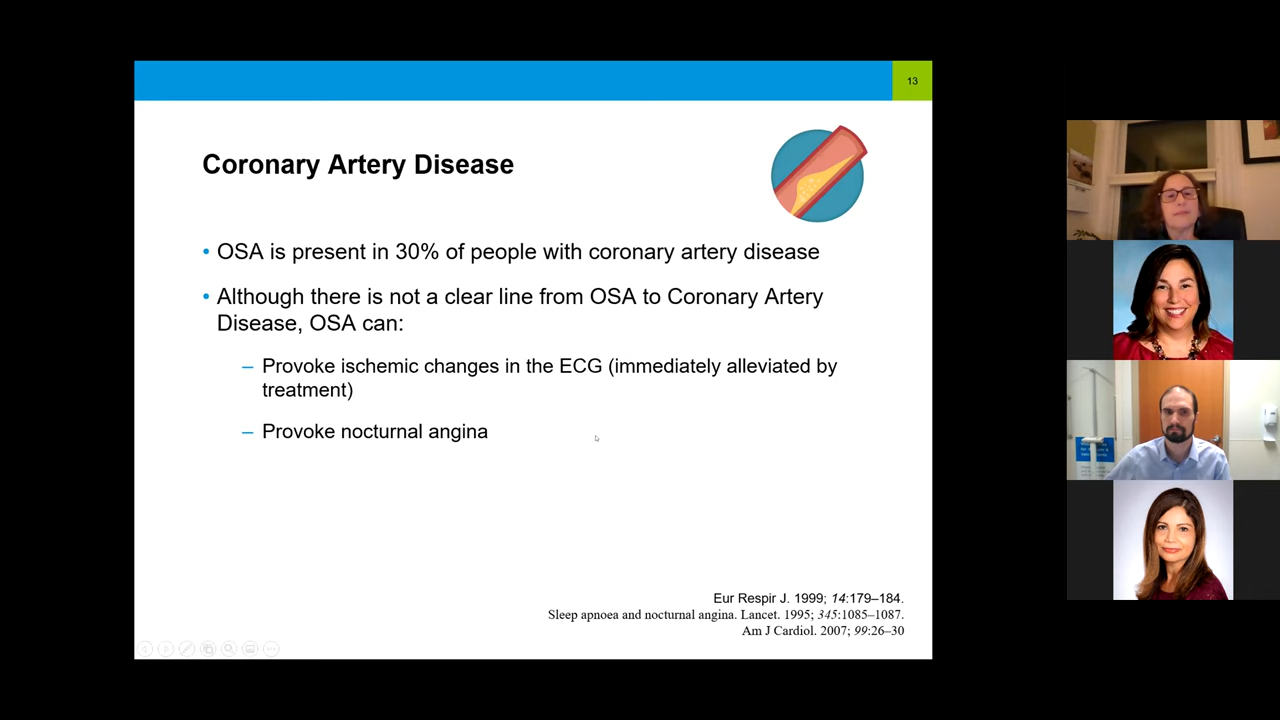 13
Coronary Artery Disease
• OSA is present in 30% of people with coronary artery disease
• Although there is not a clear line from OSA to Coronary Artery
Disease, OSA can:
– Provoke ischemic changes in the ECG (immediately alleviated by
treatment)
– Provoke nocturnal angina
Eur Respir J. 1999; 14:179–184.
Sleep apnoea and nocturnal angina. Lancet. 1995; 345:1085–1087.
Am J Cardiol. 2007; 99:26–30